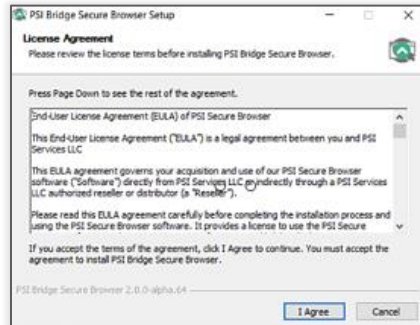 PSI Bridge Secure Browser Setup
License Agreement
Please review the license terms before installing PSI Bridge Secure Browser.
Press Page Down to see the rest of the agreement.
End-User License Agreement (EULA) of PSI Secure Browser
This End-User License Agreement ("EULA") is a legal agreement between you and PSI
Services LLC
This EULA agreement governs your acquisition and use of our PSI Secure Browser
software ("Software") directly from PSI Services LLC or indirectly through a PSI Services
LLC authorized reseller or distributor (a "Reseller").
Please read this EULA agreement carefully before completing the installation process and
using the PSI Secure Browser software. It provides a license to use the PSI Secure
If you accept the terms of the agreement, click I Agree to continue. You must accept the
agreement to install PSI Bridge Secure Browser.
PSI Bridge Secure Browser 2.0.0-alpha.64
I Agree
Cancel